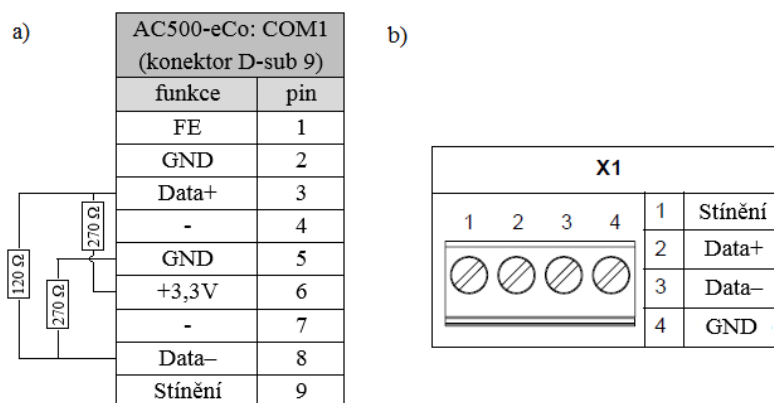 a)
AC500-eCo: COM1
(konektor D-sub 9)
funkce pin
FE 1
GND 2
Data+ 3
- 4
GND 5
+3,3V 6
- 7
Data– 8
Stínění 9
120 Ω
270 Ω
270 Ω
b)
X1
1 2 3 4
1 Stínění
2 Data+
3 Data–
4 GND